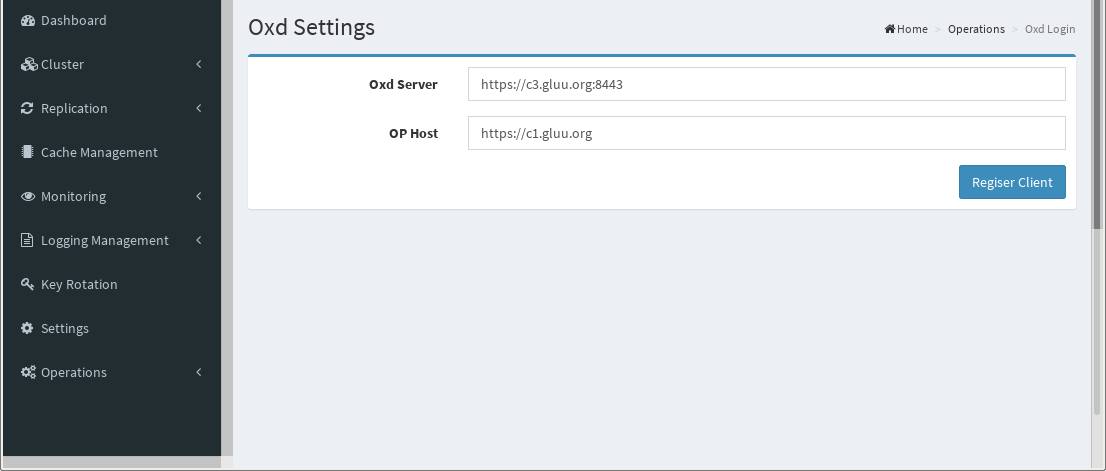 Dashboard
Cluster
Replication
Cache Management
Monitoring
Logging Management
Key Rotation
Settings
Operations
Oxd Settings
Home > Operations > Oxd Login
Oxd Server https://c3.gluu.org:8443
OP Host https://c1.gluu.org
Regiser Client